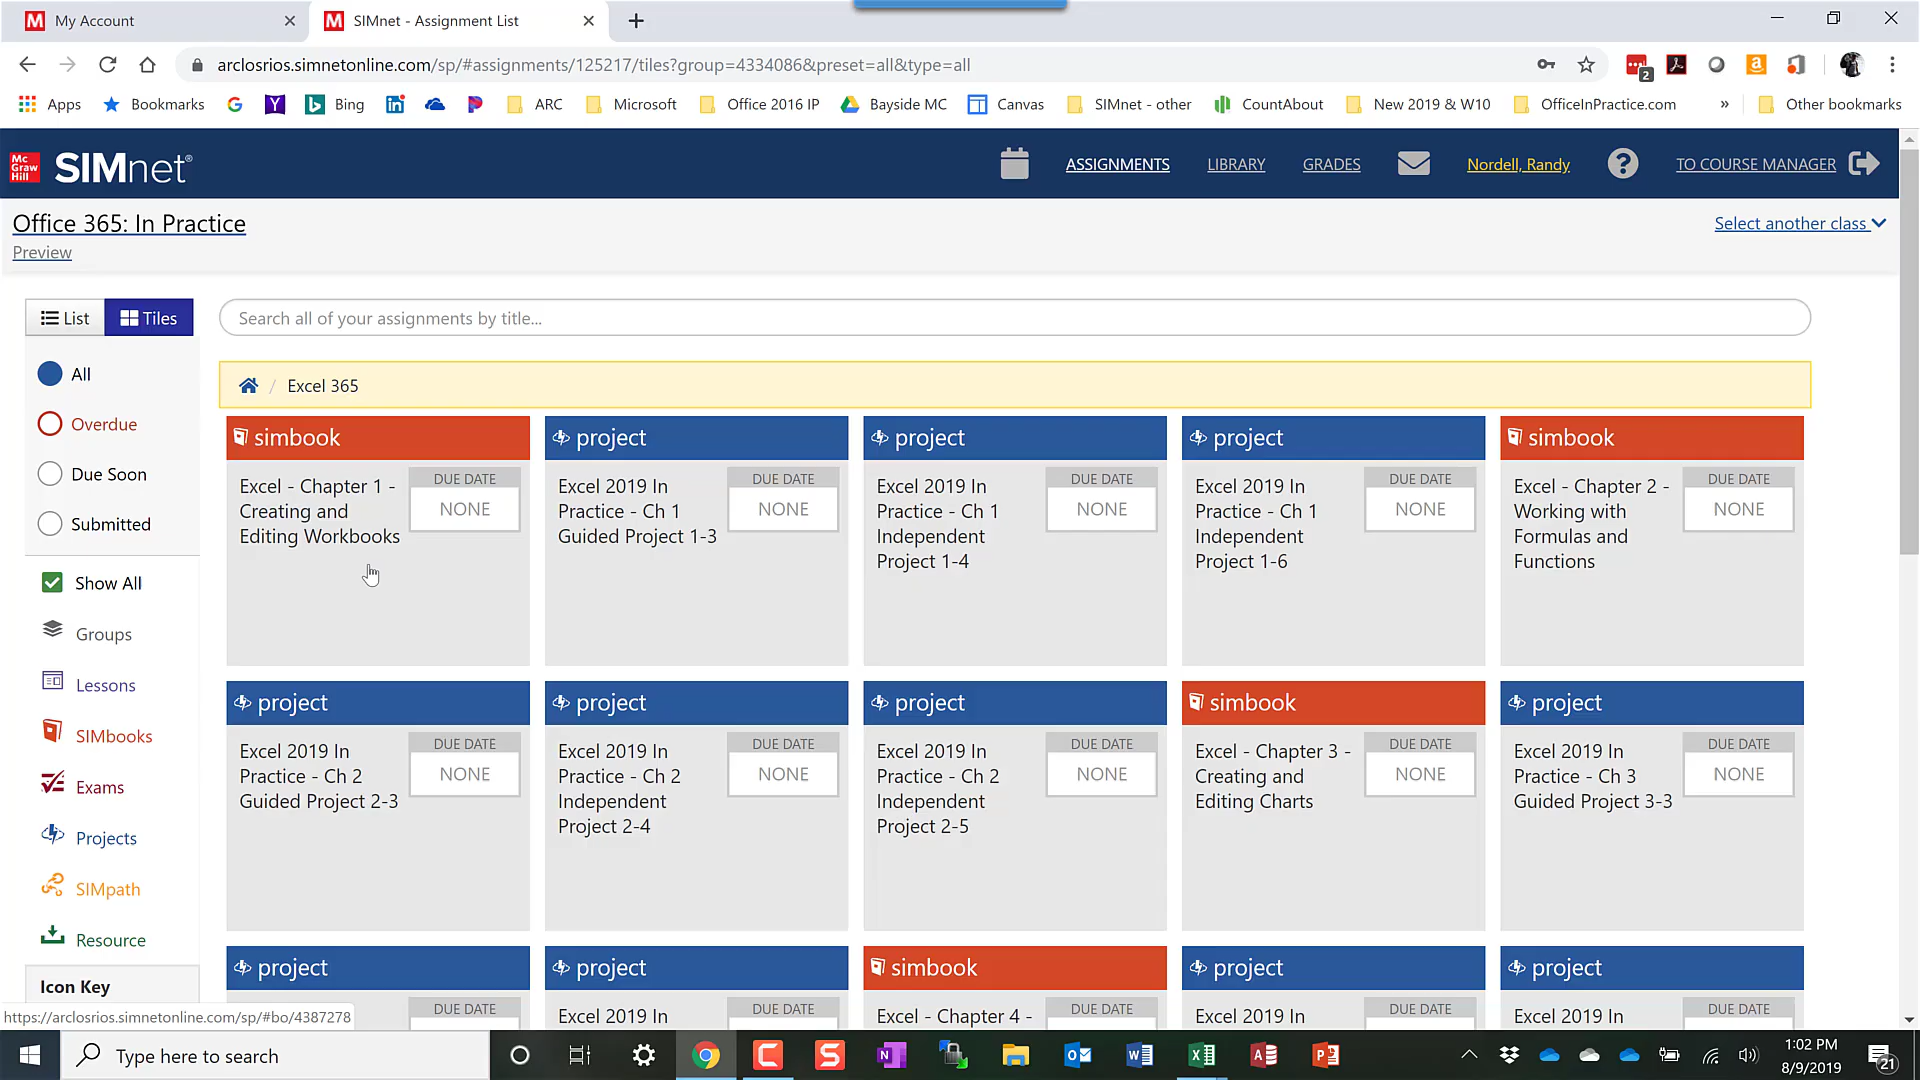 My Account
SIMnet - Assignment List
arclosrios.simnetonline.com/sp/#assignments/125217/tiles?group=4334086&preset=all&type=all
2
Apps
Bookmarks
Bing
ARC
Microsoft
Office 2016 IP
Bayside MC
Canvas
SIMnet - other
CountAbout
New 2019 & W10
OfficeInPractice.com
»
Other bookmarks
Mc
Graw
Hill
SIMnet®
ASSIGNMENTS
LIBRARY
GRADES
Nordell, Randy
TO COURSE MANAGER
Office 365: In Practice
Select another class
Preview
List
Tiles
Search all of your assignments by title...
All
Overdue
Due Soon
Submitted
Show All
Groups
Lessons
SIMbooks
Exams
Projects
SIMpath
Resource
Icon Key
/ Excel 365
simbook
Excel - Chapter 1 -
Creating and
Editing Workbooks
DUE DATE
NONE
project
Excel 2019 In
Practice - Ch 1
Guided Project 1-3
DUE DATE
NONE
project
Excel 2019 In
Practice - Ch 1
Independent
Project 1-4
DUE DATE
NONE
project
Excel 2019 In
Practice - Ch 1
Independent
Project 1-6
DUE DATE
NONE
simbook
Excel - Chapter 2 -
Working with
Formulas and
Functions
DUE DATE
NONE
project
Excel 2019 In
Practice - Ch 2
Guided Project 2-3
DUE DATE
NONE
project
Excel 2019 In
Practice - Ch 2
Independent
Project 2-4
DUE DATE
NONE
project
Excel 2019 In
Practice - Ch 2
Independent
Project 2-5
DUE DATE
NONE
simbook
Excel - Chapter 3 -
Creating and
Editing Charts
DUE DATE
NONE
project
Excel 2019 In
Practice - Ch 3
Guided Project 3-3
DUE DATE
NONE
project
DUE DATE
project
Excel 2019 In
DUE DATE
simbook
Excel - Chapter 4 -
DUE DATE
project
Excel 2019 In
DUE DATE
project
Excel 2019 In
DUE DATE
https://arclosrios.simnetonline.com/sp/#bo/4387278
Type here to search
1:02 PM
8/9/2019
21